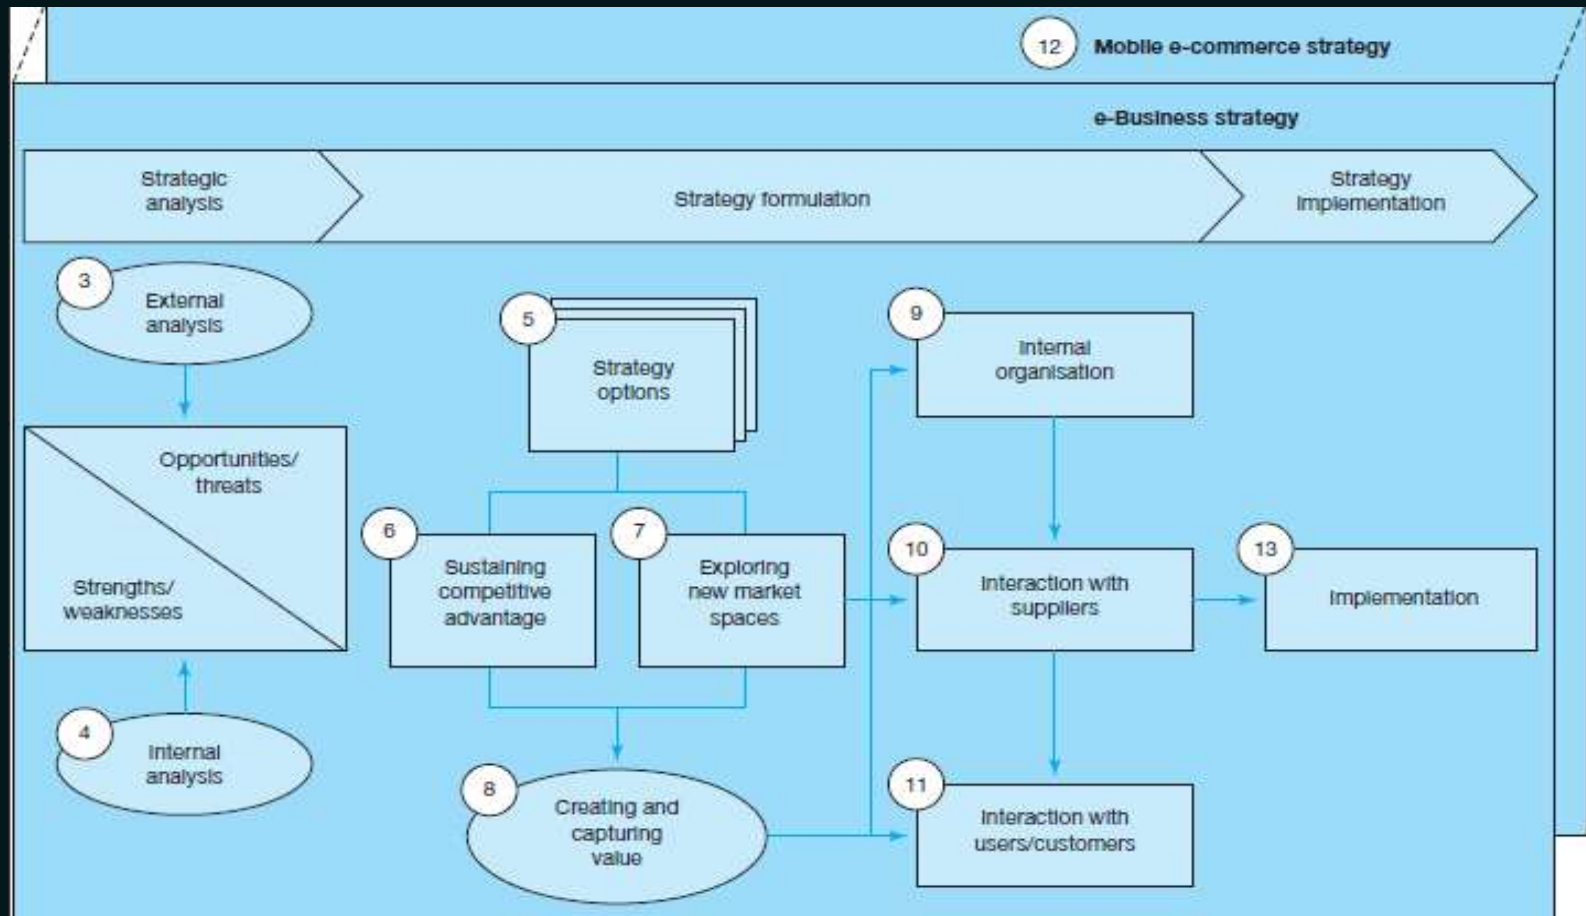 12
Mobile e-commerce strategy
e-Business strategy
Strategic
analysis
Strategy formulation
Strategy
implementation
3
External
analysis
Opportunities/
threats
Strengths/
weaknesses
4
Internal
analysis
5
Strategy
options
6
Sustaining
competitive
advantage
7
Exploring
new market
spaces
8
Creating and
capturing
value
9
Internal
organisation
10
Interaction with
suppliers
11
Interaction with
users/customers
13
Implementation